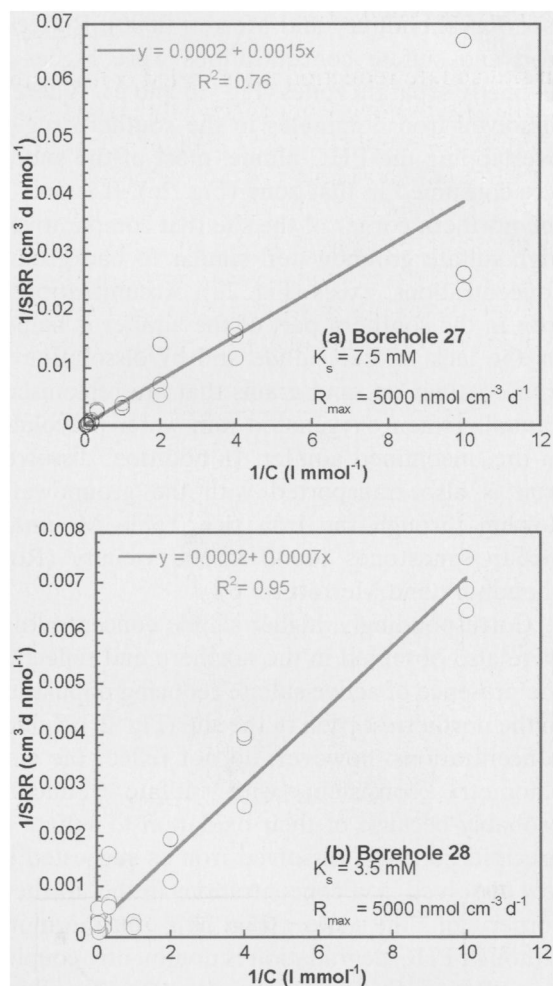 0.07
y = 0.0002 + 0.0015x
R² = 0.76
0.06
0.05
0.04
0.03
0.02
0.01
0
1/SRR (cm³ d nmol⁻¹)
(a) Borehole 27
Kₛ = 7.5 mM
Rₘₐₓ = 5000 nmol cm⁻³ d⁻¹
0 2 4 6 8 10 12
1/C (l mmol⁻¹)
0.008
y = 0.0002+ 0.0007x
R² = 0.95
0.007
0.006
0.005
0.004
0.003
0.002
0.001
0
1/SRR (cm³ d nmol⁻¹)
(b) Borehole 28
Kₛ = 3.5 mM
Rₘₐₓ = 5000 nmol cm⁻³ d⁻¹
0 2 4 6 8 10 12
1/C (l mmol⁻¹)